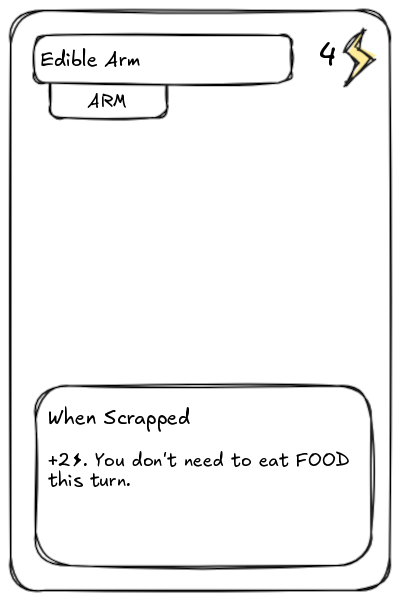 Edible Arm
4⚡
ARM
When Scrapped
+2⚡. You don't need to eat FOOD
this turn.